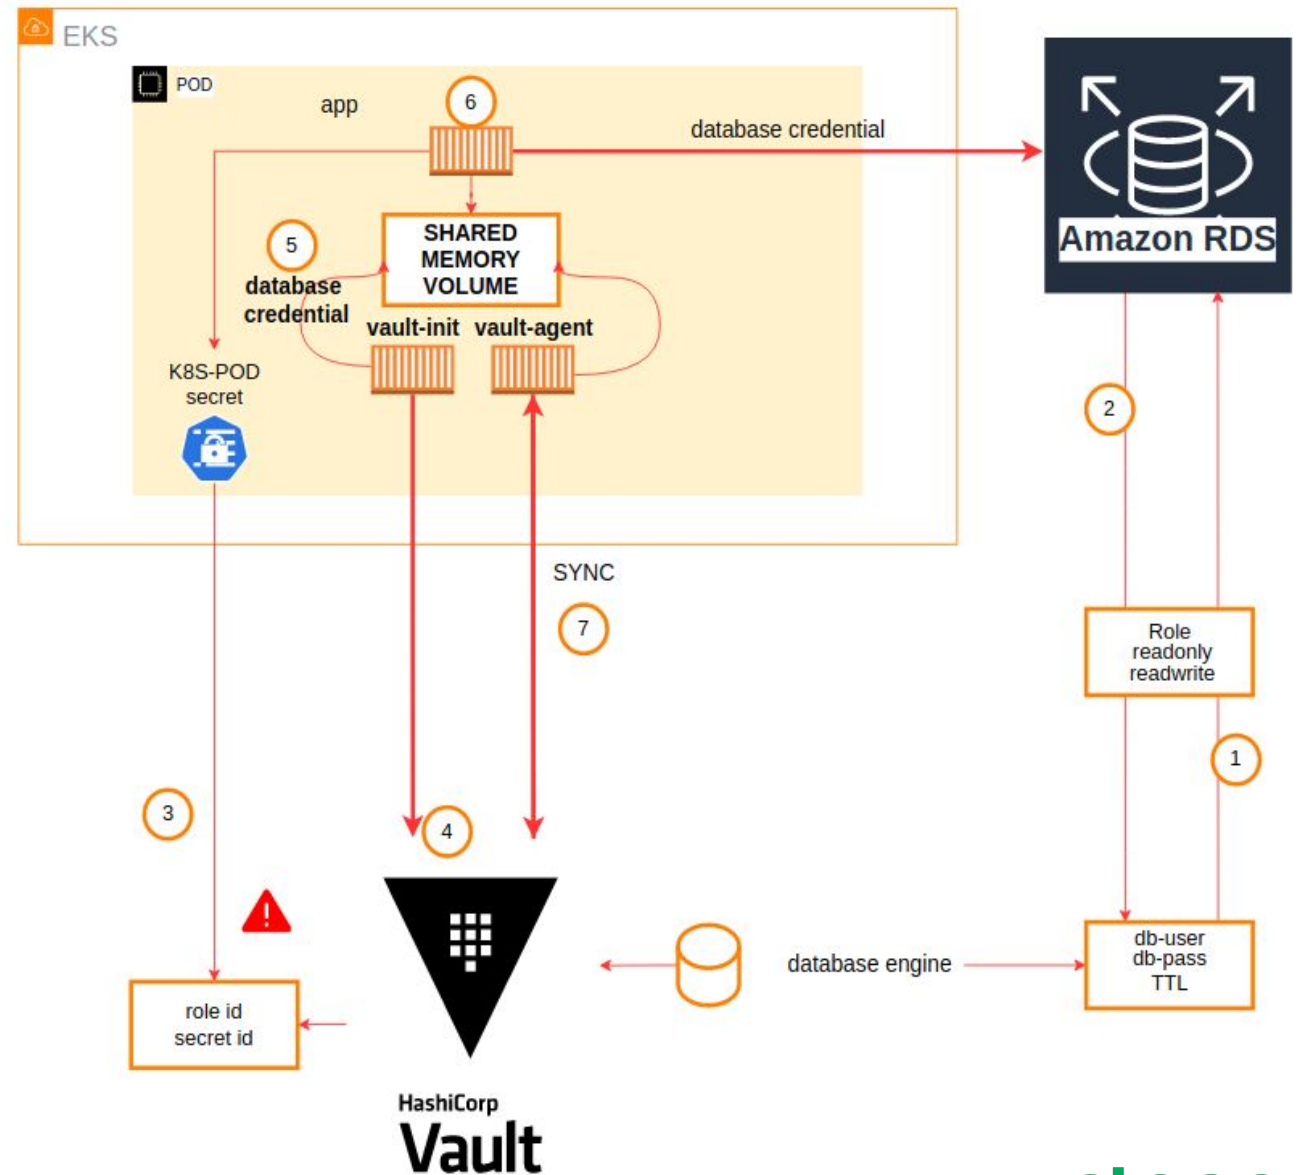 EKS
POD
app
6
database credential
SHARED
MEMORY
VOLUME
5
database
credential
vault-init
vault-agent
K8S-POD
secret
Amazon RDS
2
SYNC
7
Role
readonly
readwrite
1
3
4
role id
secret id
database engine
db-user
db-pass
TTL
HashiCorp
Vault